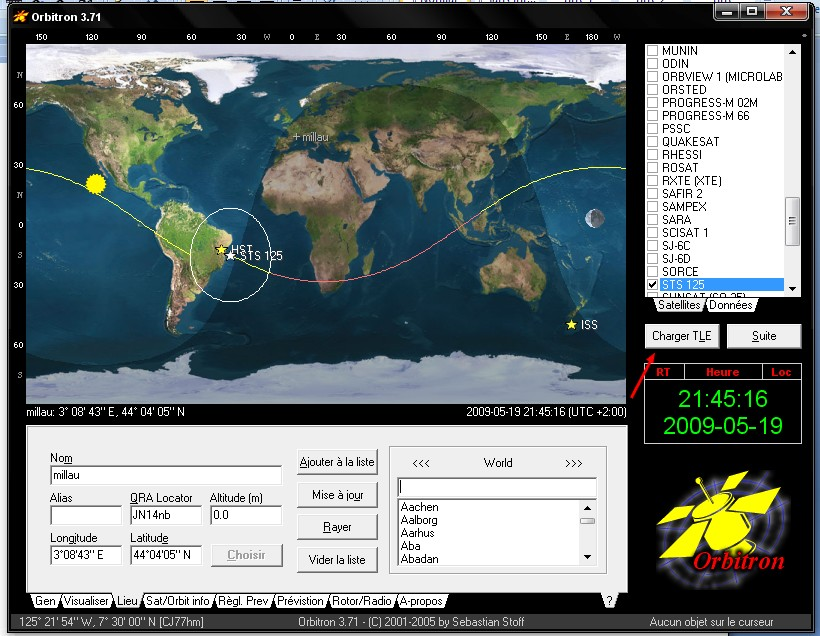 Orbitron 3.71
150 120 90 60 30 W 0 E 30 60 90 120 150 E 180 W
N
60
30
0
30
60
S
millau
HST
STS 125
ISS
millau: 3° 08' 43'' E, 44° 04' 05'' N
2009-05-19 21:45:16 (UTC +2:00)
MUNIN
ODIN
ORBVIEW 1 (MICROLAB
ORSTED
PROGRESS-M 02M
PROGRESS-M 66
PSSC
QUAKESAT
RHESSI
ROSAT
RXTE (XTE)
SAFIR 2
SAMPEX
SARA
SCISAT 1
SJ-6C
SJ-6D
SORCE
STS 125
SUNSAT (SO-35)
Satellites Données
Charger TLE
Suite
RT Heure Loc
21:45:16
2009-05-19
Orbitron
Nom
millau
Alias
QRA Locator
JN14nb
Altitude (m)
0.0
Longitude
3°08'43'' E
Latitude
44°04'05'' N
Choisir
Ajouter à la liste
Mise à jour
Rayer
Vider la liste
<<< World >>>
Aachen
Aalborg
Aarhus
Aba
Abadan
Gen Visualiser Lieu Sat/Orbit info Règl. Prev Prévistion Rotor/Radio A-propos ?
125° 21' 54'' W, 7° 30' 00'' N [CJ77hm]
Orbitron 3.71 - (C) 2001-2005 by Sebastian Stoff
Aucun objet sur le curseur